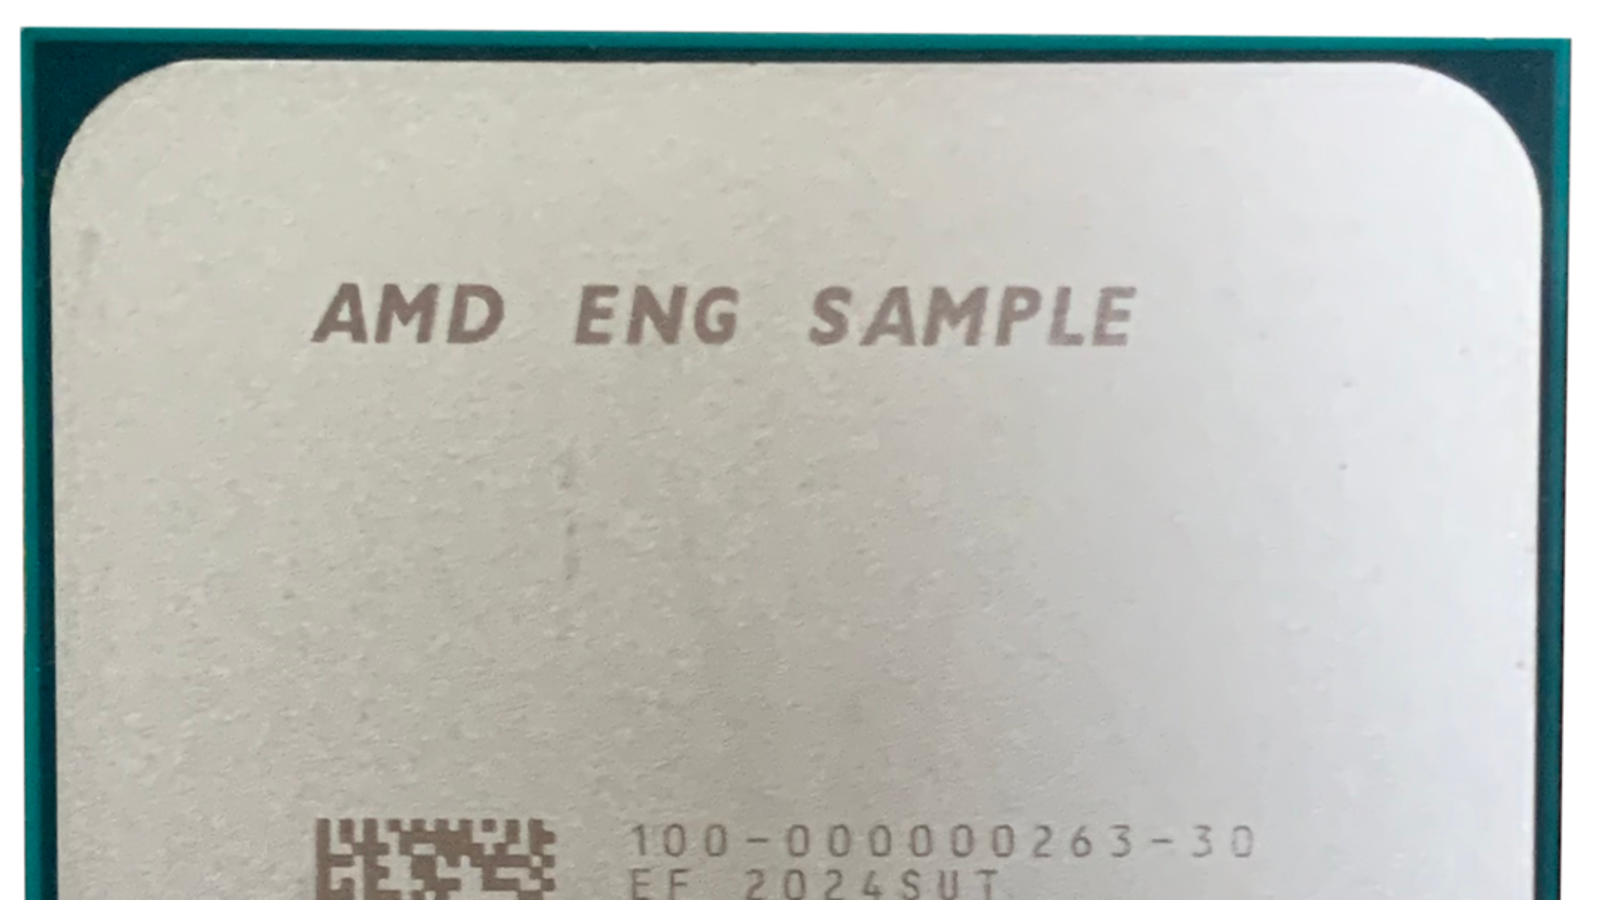 AMD ENG SAMPLE
100-000000263-30
EF 2024SUT